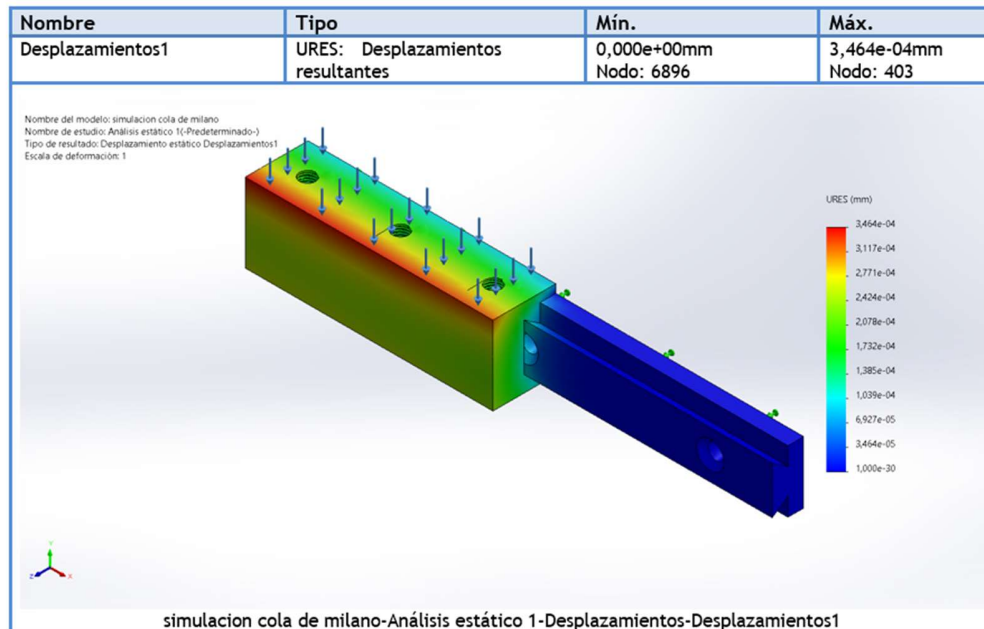 Nombre Tipo Mín. Máx.
Desplazamientos1 URES: Desplazamientos resultantes 0,000e+00mm Nodo: 6896 3,464e-04mm Nodo: 403
Nombre del modelo: simulacion cola de milano
Nombre de estudio: Análisis estático 1(-Predeterminado-)
Tipo de resultado: Desplazamiento estático Desplazamientos1
Escala de deformación: 1
URES (mm)
3,464e-04
3,117e-04
2,771e-04
2,424e-04
2,078e-04
1,732e-04
1,385e-04
1,039e-04
6,927e-05
3,464e-05
1,000e-30
Y
Z X
simulacion cola de milano-Análisis estático 1-Desplazamientos-Desplazamientos1